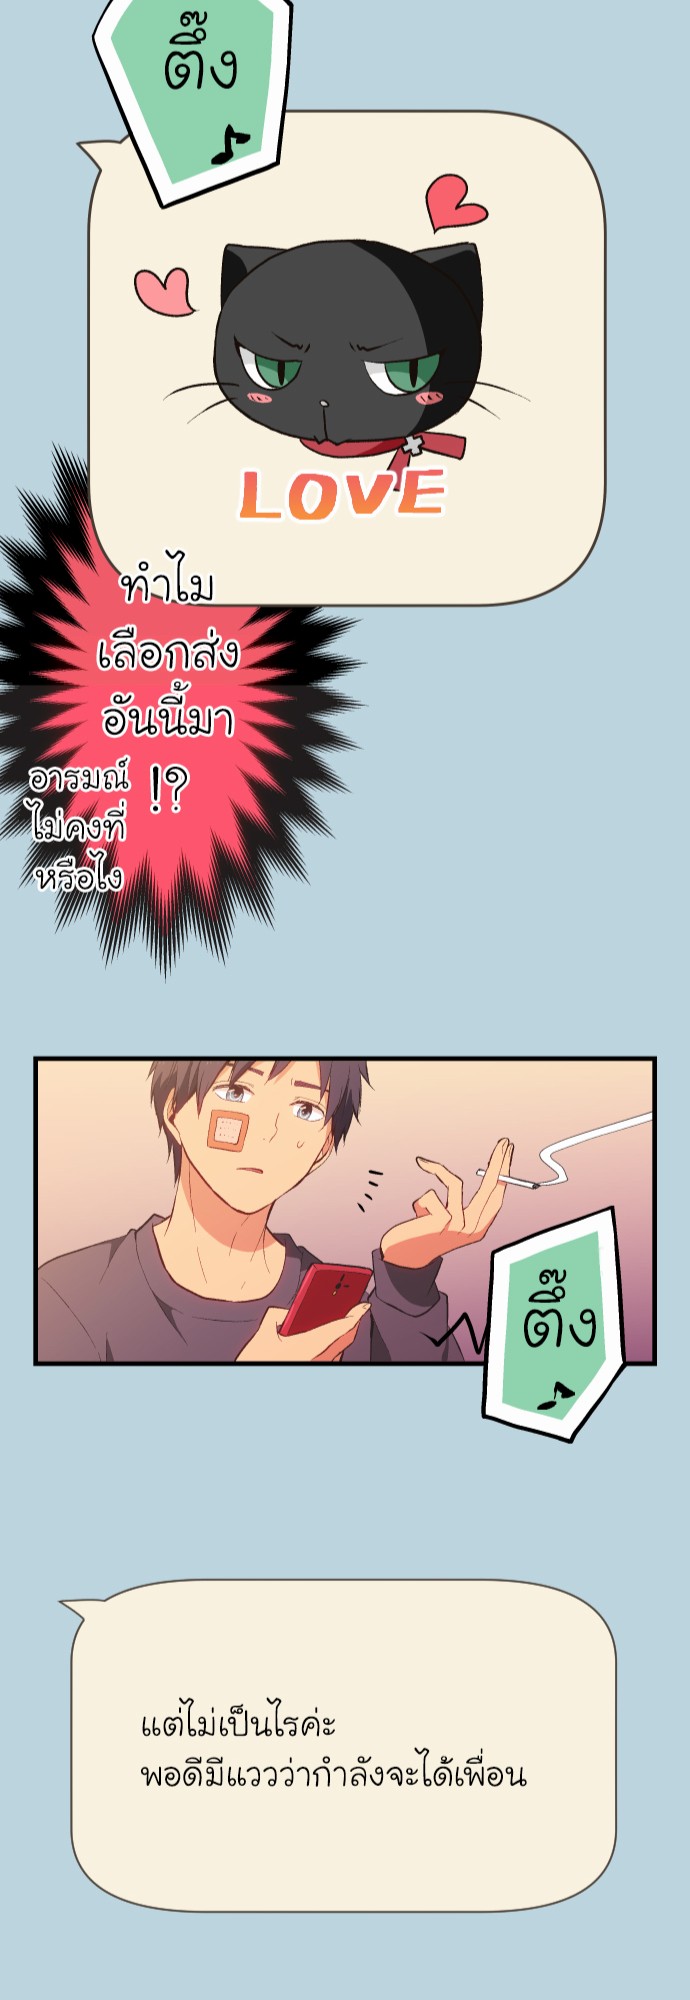 ติ๊ง
LOVE
ทำไม
เลือกส่ง
อันนี้มา
!?
อารมณ์
ไม่คงที่
หรือไง
ติ๊ง
แต่ไม่เป็นไรค่ะ
พอดีมีแววว่ากำลังจะได้เพื่อน